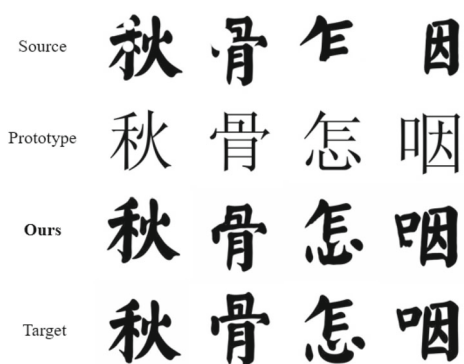 Source 秋 骨 乍 因
Prototype 秋 骨 怎 咽
Ours 秋 骨 怎 咽
Target 秋 骨 怎 咽